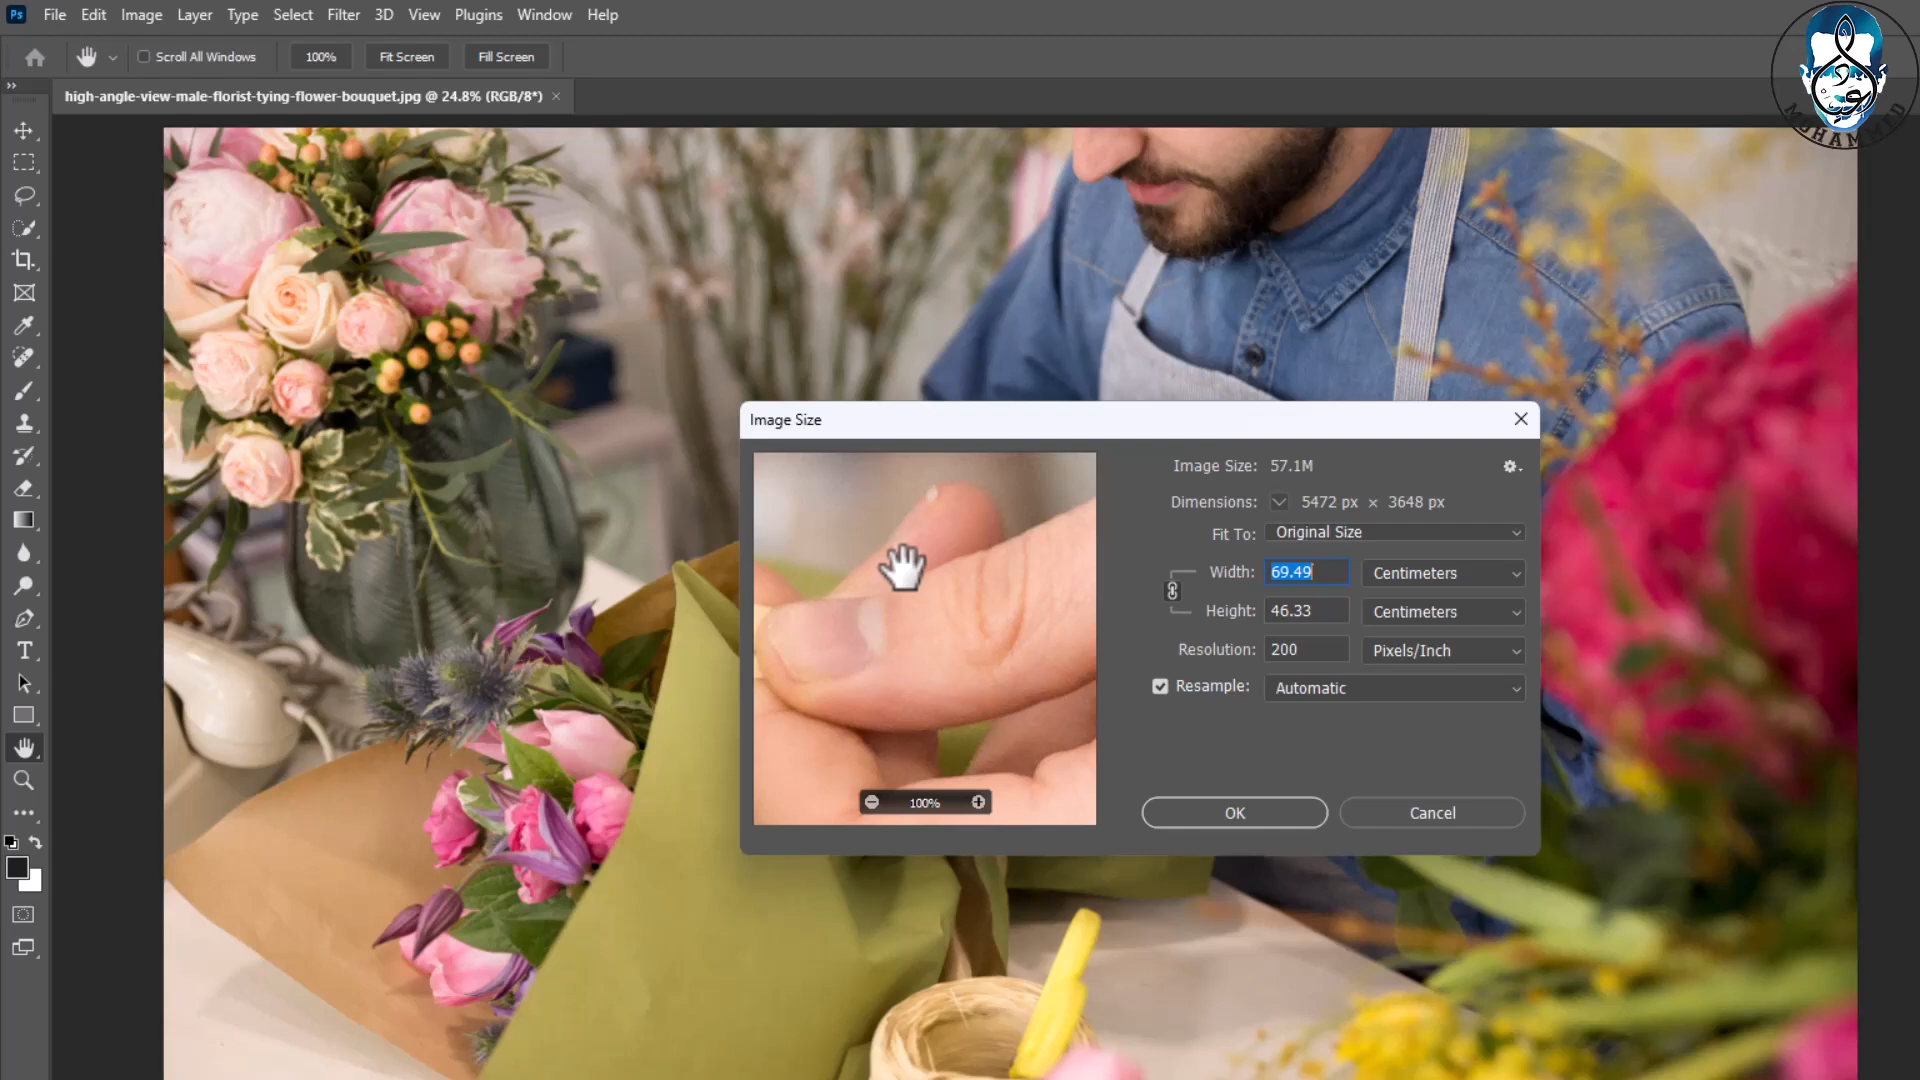 Ps File Edit Image Layer Type Select Filter 3D View Plugins Window Help
Scroll All Windows 100% Fit Screen Fill Screen
high-angle-view-male-florist-tying-flower-bouquet.jpg @ 24.8% (RGB/8*) ×
MUHAMMED
Image Size
Image Size: 57.1M
Dimensions: 5472 px × 3648 px
Fit To: Original Size
Width: 69.49 Centimeters
Height: 46.33 Centimeters
Resolution: 200 Pixels/Inch
Resample: Automatic
100%
OK Cancel